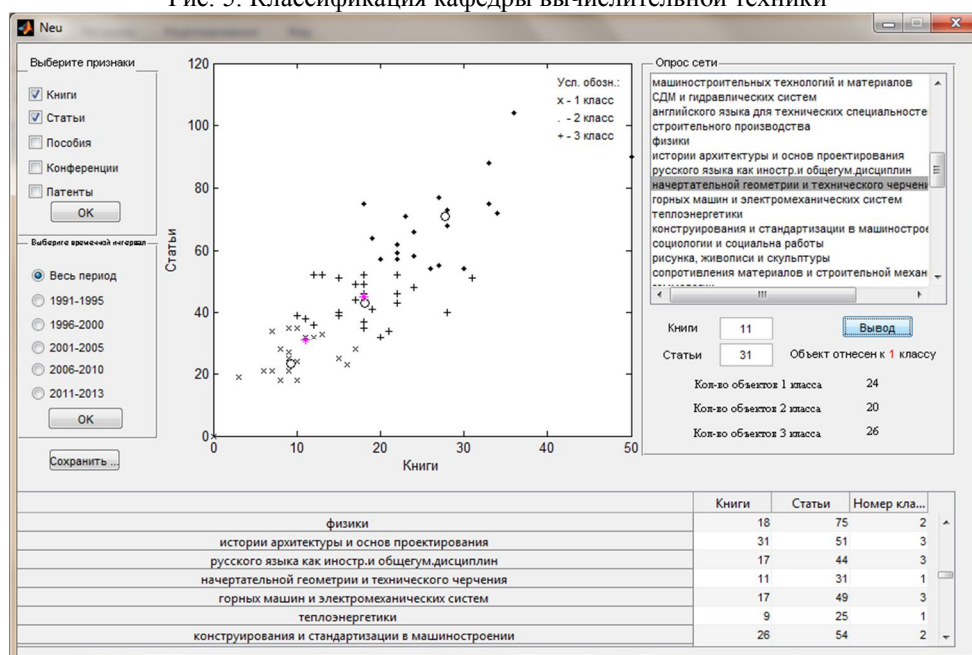 Рис. 3. Классификация кафедры вычислительной техники
Neu
Выберите признаки
Книги
Статьи
Пособия
Конференции
Патенты
OK
Выберите временной интервал
Весь период
1991-1995
1996-2000
2001-2005
2006-2010
2011-2013
OK
Сохранить ...
120
100
80
60
40
20
0
Статьи
0 10 20 30 40 50
Книги
Усл. обозн.:
x - 1 класс
. - 2 класс
+ - 3 класс
Опрос сети
машиностроительных технологий и материалов
СДМ и гидравлических систем
английского языка для технических специальносте
строительного производства
физики
истории архитектуры и основ проектирования
русского языка как иностр.и общегум.дисциплин
начертательной геометрии и технического черчени
горных машин и электромеханических систем
теплоэнергетики
конструирования и стандартизации в машинострое
социологии и социальна работы
рисунка, живописи и скульптуры
сопротивления материалов и строительной механ
Книги 11 Вывод
Статьи 31 Объект отнесен к 1 классу
Кол-во объектов 1 класса 24
Кол-во объектов 2 класса 20
Кол-во объектов 3 класса 26
Книги Статьи Номер кла...
физики 18 75 2
истории архитектуры и основ проектирования 31 51 3
русского языка как иностр.и общегум.дисциплин 17 44 3
начертательной геометрии и технического черчения 11 31 1
горных машин и электромеханических систем 17 49 3
теплоэнергетики 9 25 1
конструирования и стандартизации в машиностроении 26 54 2